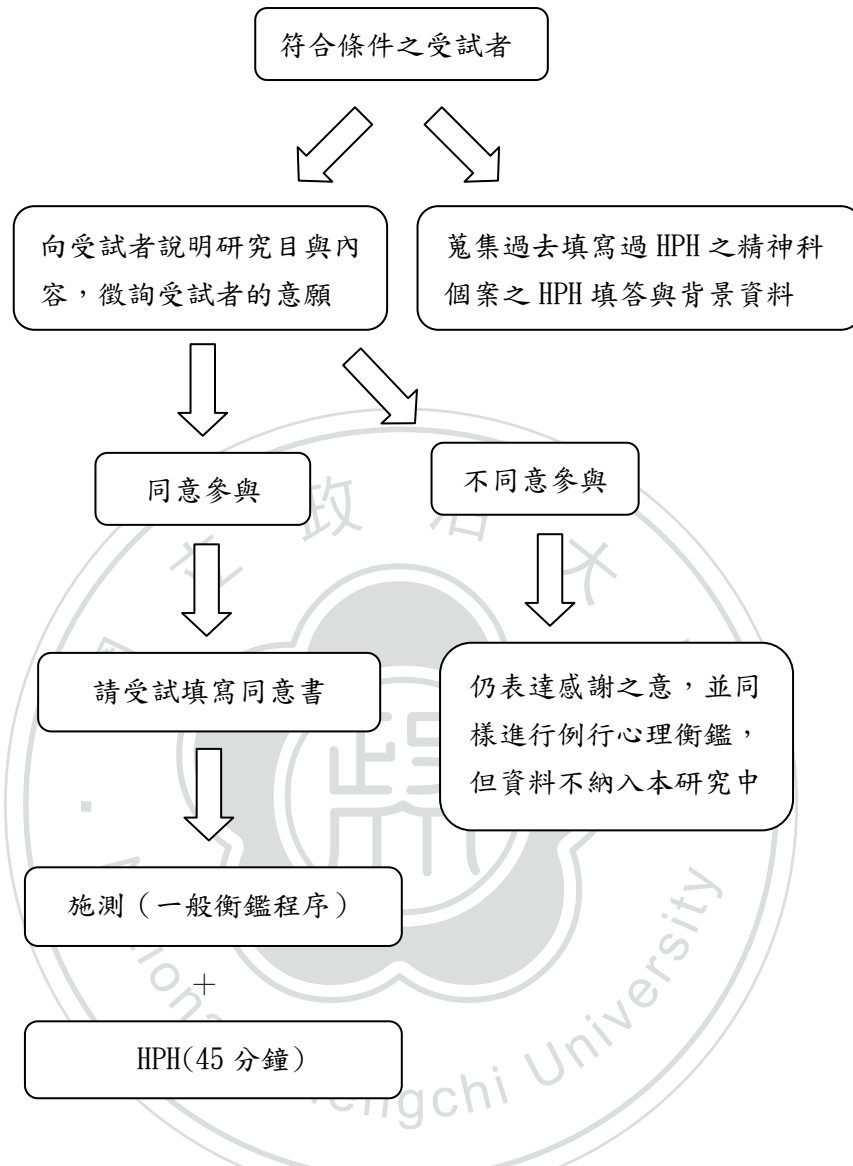 符合條件之受試者
向受試者說明研究目與內
容，徵詢受試者的意願
蒐集過去填寫過 HPH 之精神科
個案之 HPH 填答與背景資料
同意參與
不同意參與
請受試填寫同意書
仍表達感謝之意，並同
樣進行例行心理衡鑑，
但資料不納入本研究中
施測（一般衡鑑程序）
+
HPH(45 分鐘）
政 治 大
engchi University